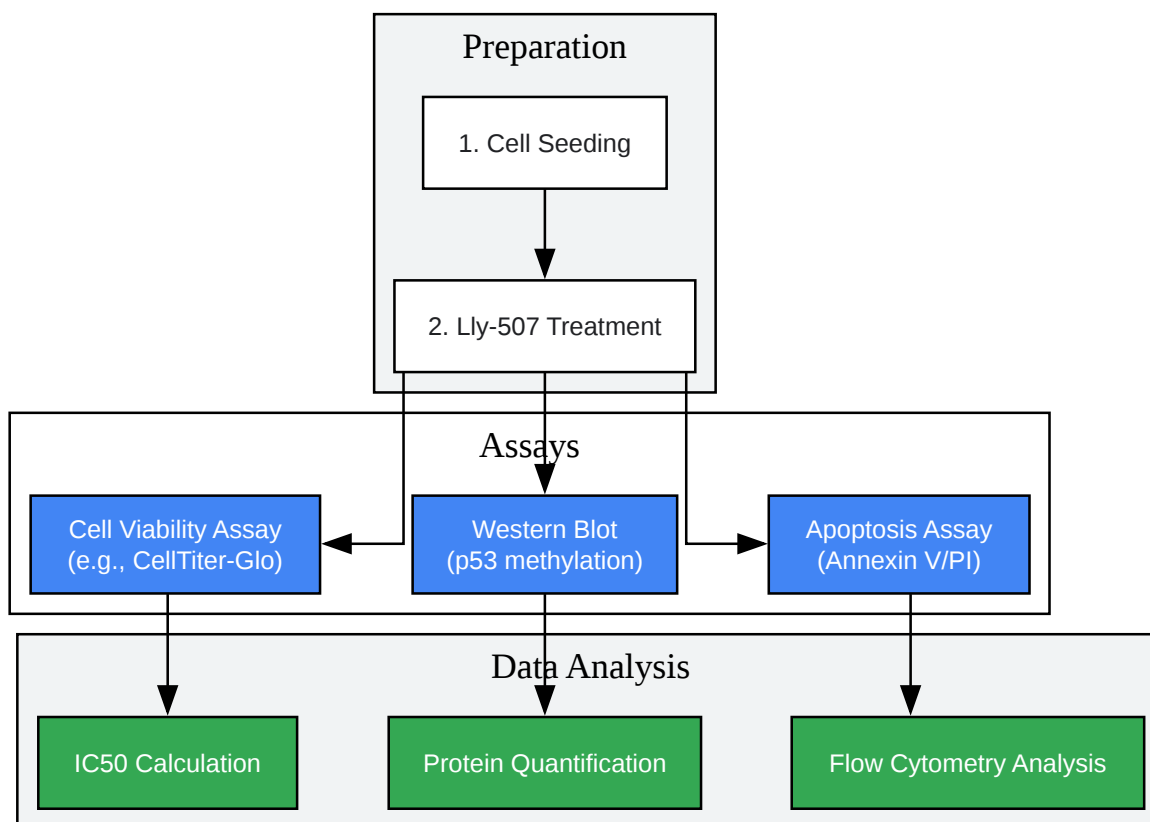 Preparation
1. Cell Seeding
2. Lly-507 Treatment
Assays
Cell Viability Assay
(e.g., CellTiter-Glo)
Western Blot
(p53 methylation)
Apoptosis Assay
(Annexin V/PI)
Data Analysis
IC50 Calculation
Protein Quantification
Flow Cytometry Analysis